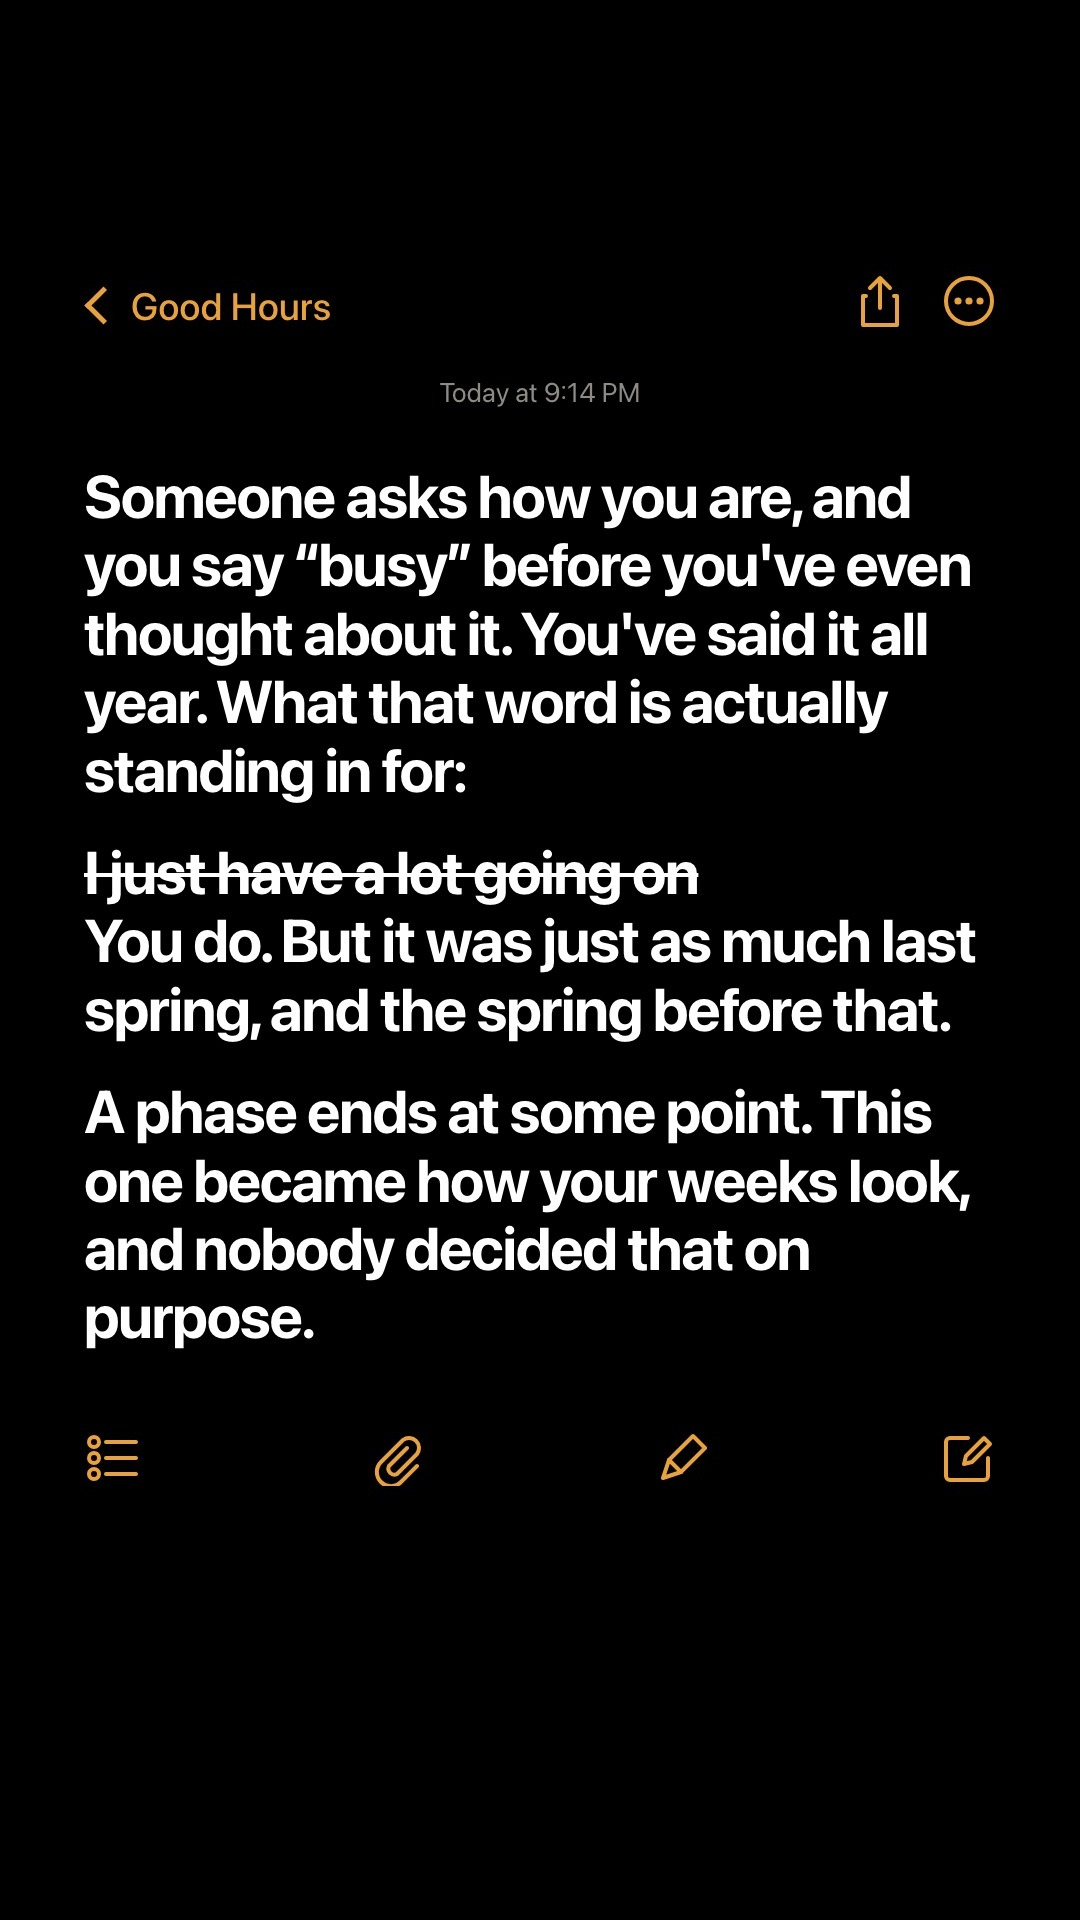 Good Hours
Today at 9:14 PM
Someone asks how you are, and
you say “busy” before you've even
thought about it. You've said it all
year. What that word is actually
standing in for:
I just have a lot going on
You do. But it was just as much last
spring, and the spring before that.
A phase ends at some point. This
one became how your weeks look,
and nobody decided that on
purpose.